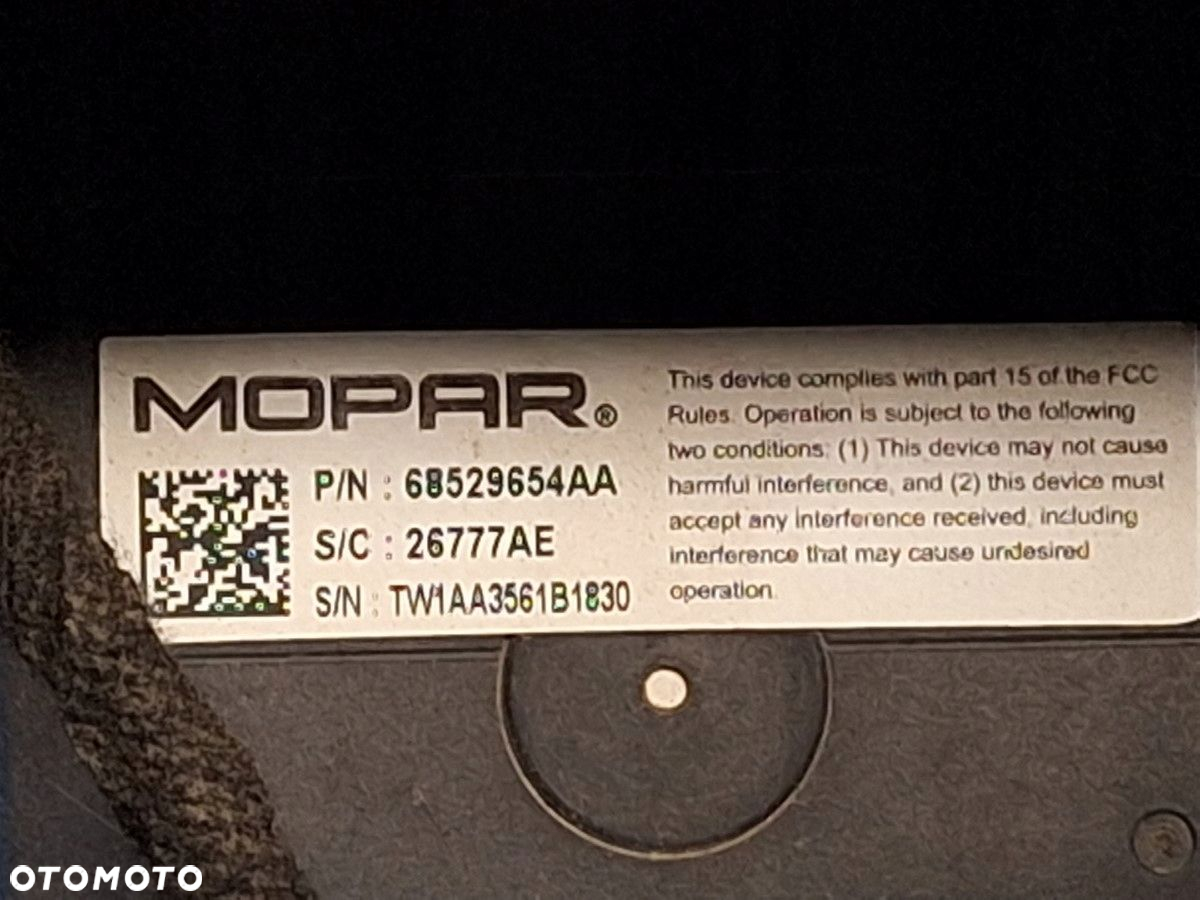 MOPAR®
P/N : 68529654AA
S/C : 26777AE
S/N : TW1AA3561B1830
This device complies with part 15 of the FCC
Rules. Operation is subject to the following
two conditions: (1) This device may not cause
harmful interference, and (2) this device must
accept any interference received, including
interference that may cause undesired
operation.
OTOMOTO